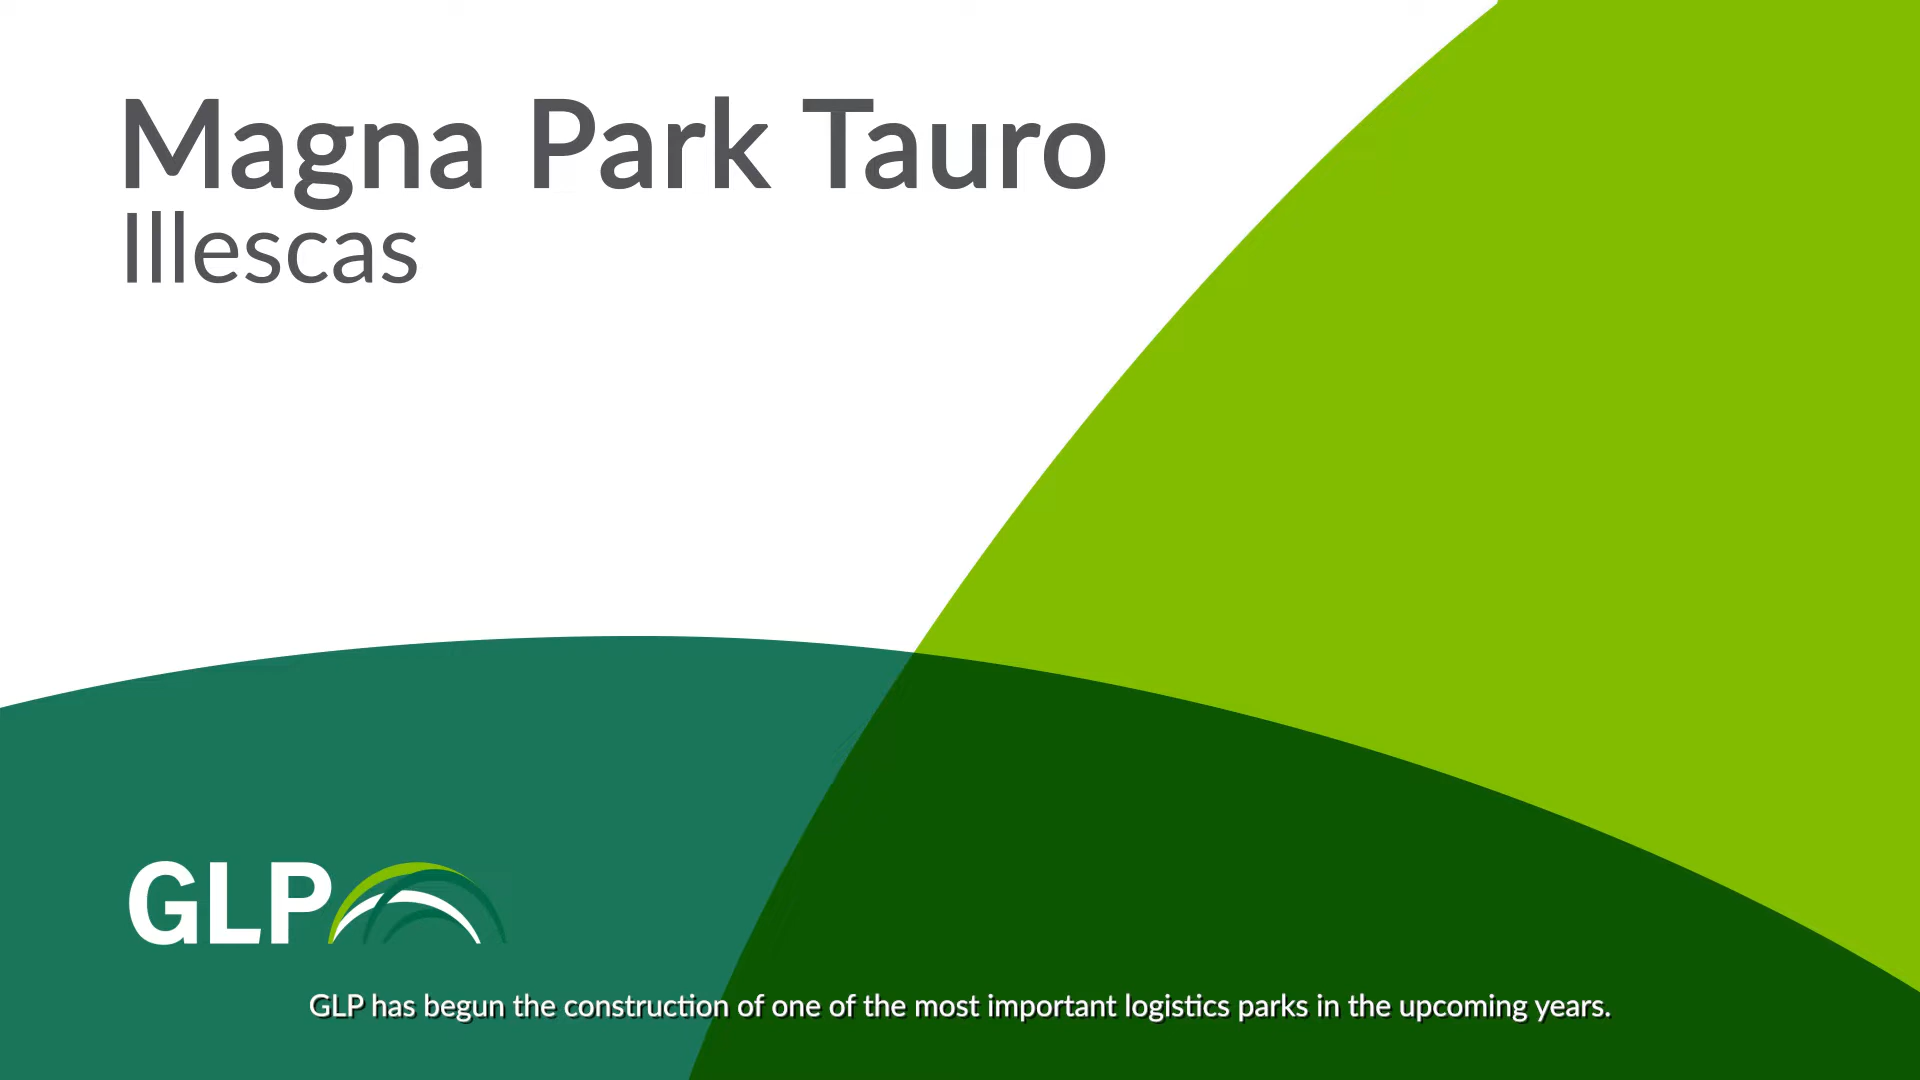 Magna Park Tauro
Illescas
GLP
GLP has begun the construction of one of the most important logistics parks in the upcoming years.